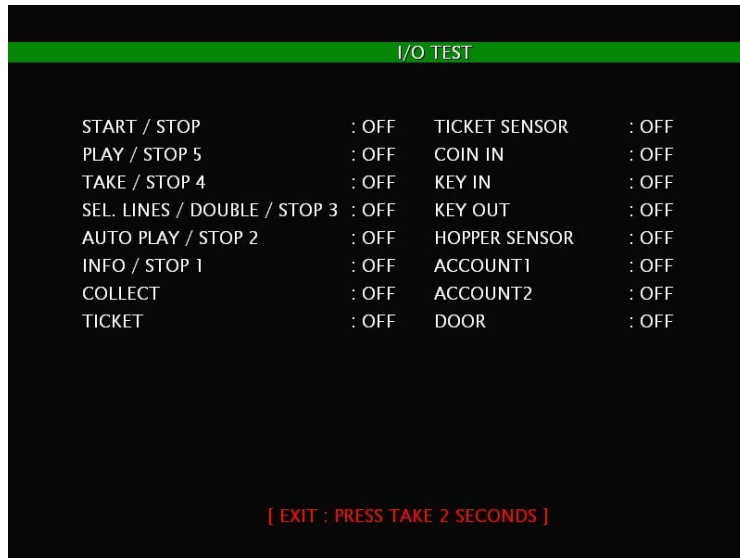 I/O TEST
START / STOP : OFF TICKET SENSOR : OFF
PLAY / STOP 5 : OFF COIN IN : OFF
TAKE / STOP 4 : OFF KEY IN : OFF
SEL. LINES / DOUBLE / STOP 3 : OFF KEY OUT : OFF
AUTO PLAY / STOP 2 : OFF HOPPER SENSOR : OFF
INFO / STOP 1 : OFF ACCOUNT1 : OFF
COLLECT : OFF ACCOUNT2 : OFF
TICKET : OFF DOOR : OFF
[ EXIT : PRESS TAKE 2 SECONDS ]